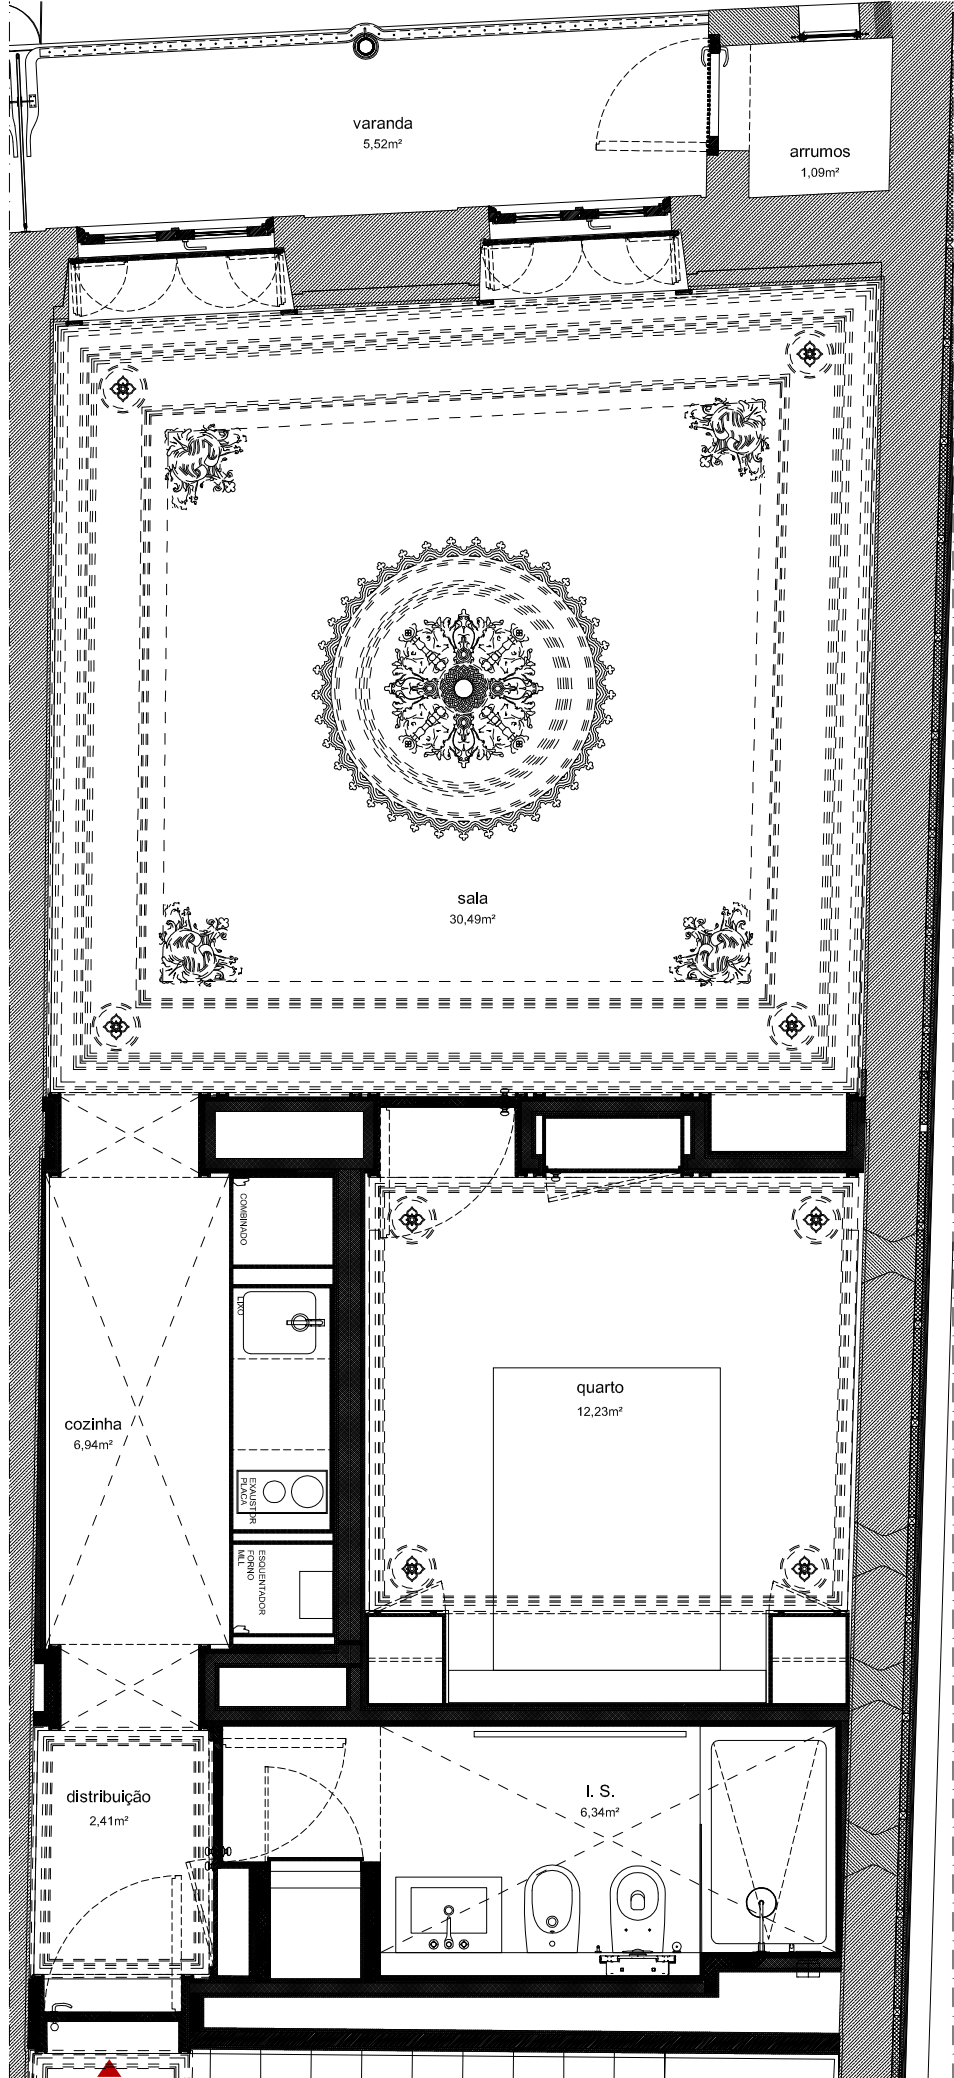 varanda
5,52m²
arrumos
1,09m²
sala
30,49m²
COMBINADO
LIXO
quarto
12,23m²
cozinha
6,94m²
EXAUSTOR
PLACA
ESQUENTADOR
FORNO
MLL
distribuição
2,41m²
I. S.
6,34m²